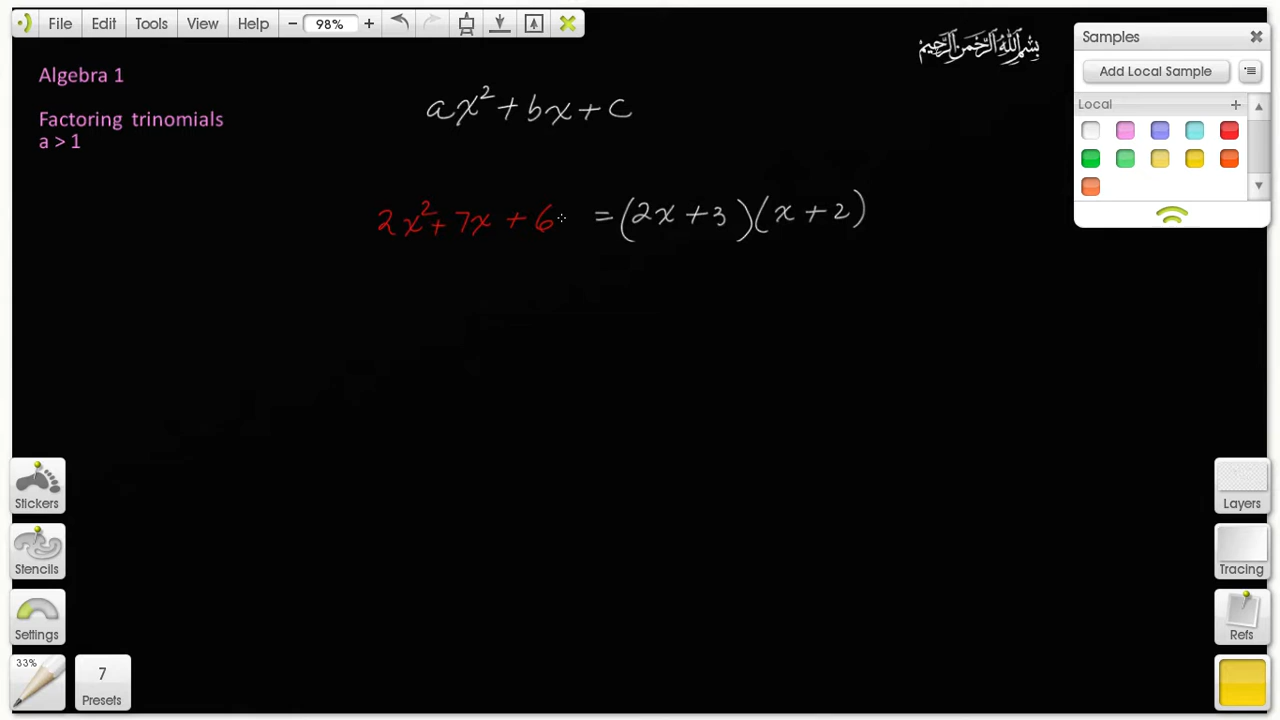 File Edit Tools View Help − 98% +
بسم الله الرحمن الرحيم
Samples
Add Local Sample
Local
Algebra 1
Factoring trinomials
a > 1
ax² + bx + c
2x² + 7x + 6 = (2x + 3)(x + 2)
Stickers
Stencils
Settings
33%
7
Presets
Layers
Tracing
Refs